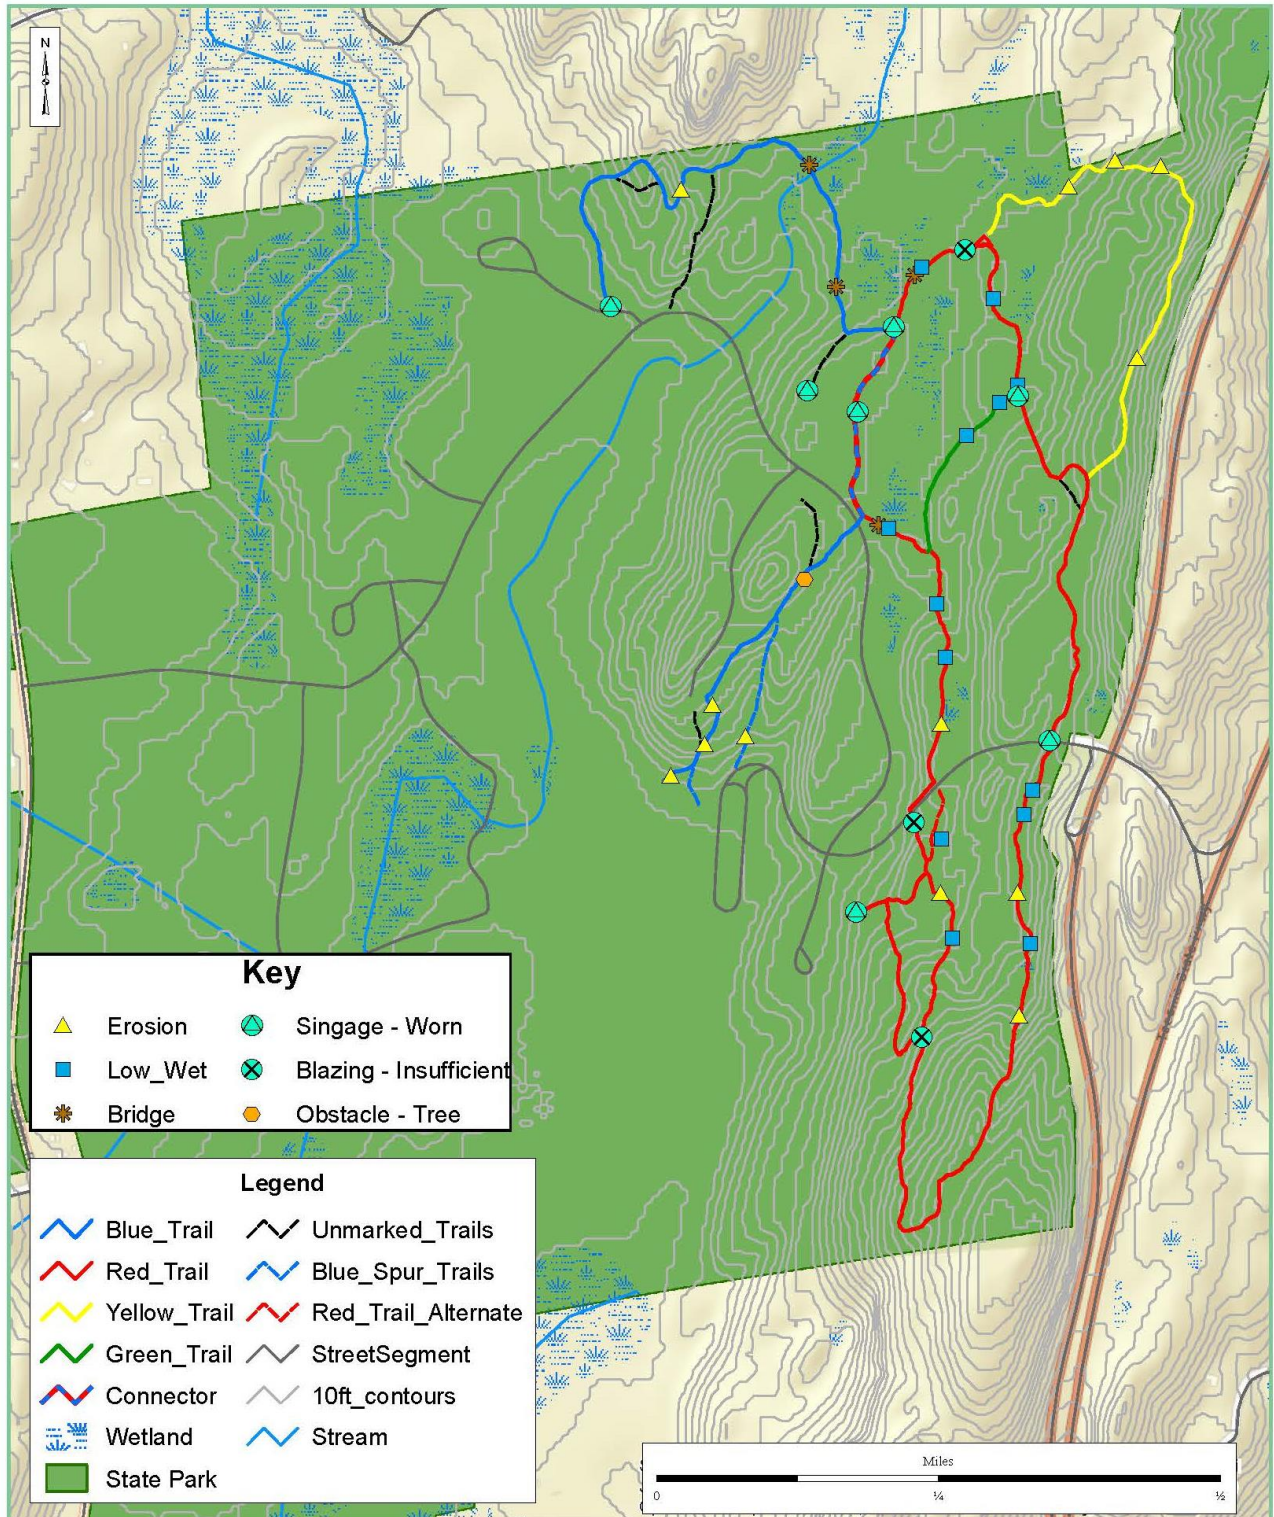 N
Key
Erosion
Singage - Worn
Low_Wet
Blazing - Insufficient
Bridge
Obstacle - Tree
Legend
Blue_Trail
Unmarked_Trails
Red_Trail
Blue_Spur_Trails
Yellow_Trail
Red_Trail_Alternate
Green_Trail
StreetSegment
Connector
10ft_contours
Wetland
Stream
State Park
Miles
0
¼
½